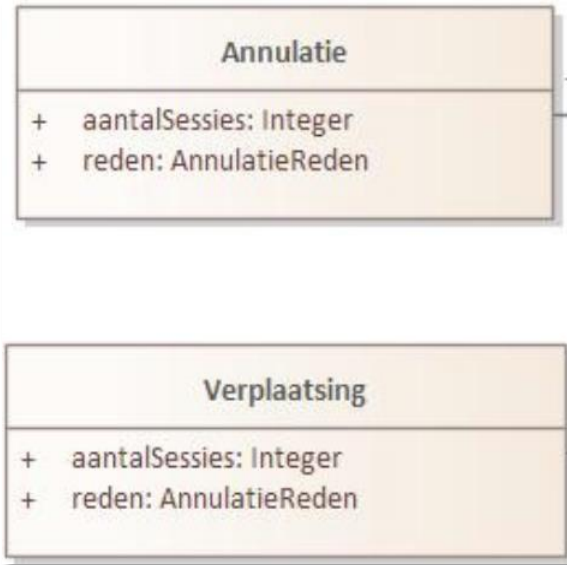 Annulatie
+ aantalSessies: Integer
+ reden: AnnulatieReden
Verplaatsing
+ aantalSessies: Integer
+ reden: AnnulatieReden